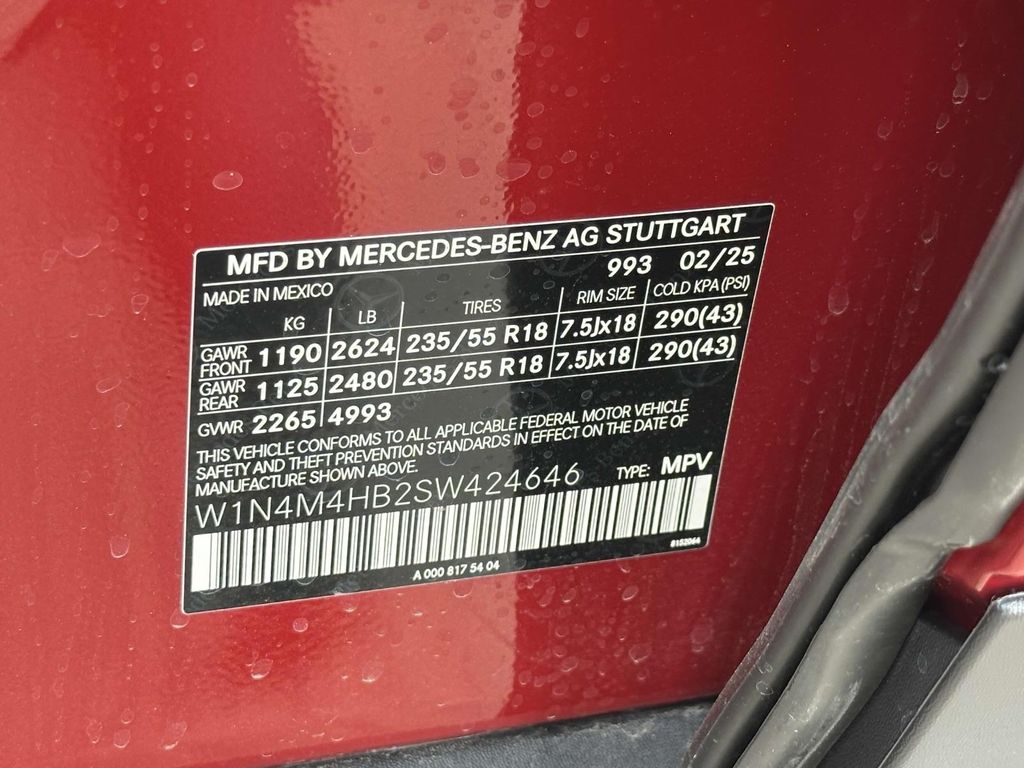 MFD BY MERCEDES-BENZ AG STUTTGART
993 02/25
MADE IN MEXICO
KG LB TIRES RIM SIZE COLD KPA (PSI)
GAWR FRONT 1190 2624 235/55 R18 7.5Jx18 290(43)
GAWR REAR 1125 2480 235/55 R18 7.5Jx18 290(43)
GVWR 2265 4993
THIS VEHICLE CONFORMS TO ALL APPLICABLE FEDERAL MOTOR VEHICLE
SAFETY AND THEFT PREVENTION STANDARDS IN EFFECT ON THE DATE OF
MANUFACTURE SHOWN ABOVE.
W1N4M4HB2SW424646 TYPE: MPV
8152064
A 000 817 54 04